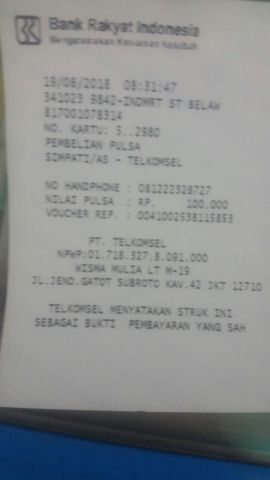 Bank Rakyat Indonesia
Mengutamakan Kepuasan Nasabah
19/06/2018 08:31:47
341023 9842-INDMRT ST BELAW
817001078314
NO. KARTU: 5..2980
PEMBELIAN PULSA
SIMPATI/AS - TELKOMSEL
NO HANDPHONE : 081222328727
NILAI PULSA : RP. 100,000
VOUCHER REF. : 0041002538115853
PT. TELKOMSEL
NPWP:01.718.327.8.091.000
WISMA MULIA LT M-19
JL.JEND.GATOT SUBROTO KAV.42 JKT 12710
TELKOMSEL MENYATAKAN STRUK INI
SEBAGAI BUKTI PEMBAYARAN YANG SAH